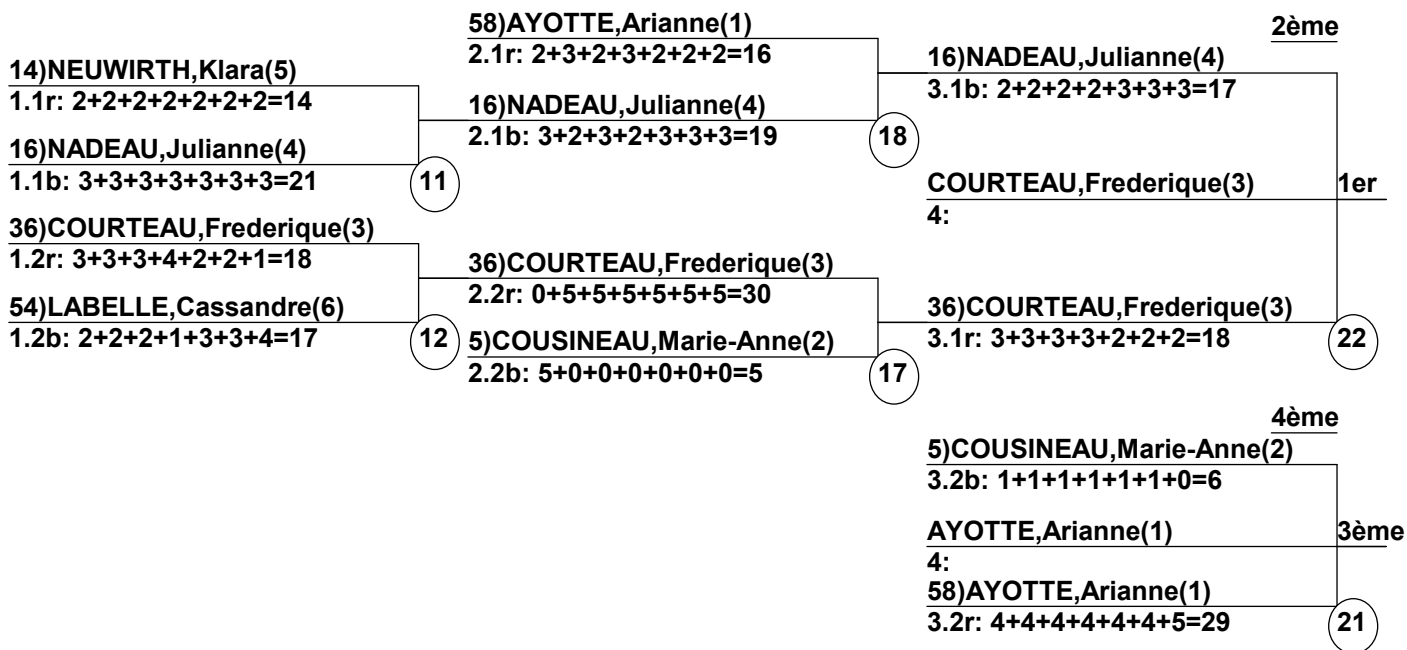 14)NEUWIRTH,Klara(5)
1.1r: 2+2+2+2+2+2+2=14
16)NADEAU,Julianne(4)
1.1b: 3+3+3+3+3+3+3=21
11
36)COURTEAU,Frederique(3)
1.2r: 3+3+3+4+2+2+1=18
54)LABELLE,Cassandre(6)
1.2b: 2+2+2+1+3+3+4=17
12
58)AYOTTE,Arianne(1)
2.1r: 2+3+2+3+2+2+2=16
16)NADEAU,Julianne(4)
2.1b: 3+2+3+2+3+3+3=19
18
36)COURTEAU,Frederique(3)
2.2r: 0+5+5+5+5+5+5=30
5)COUSINEAU,Marie-Anne(2)
2.2b: 5+0+0+0+0+0+0=5
17
2ème
16)NADEAU,Julianne(4)
3.1b: 2+2+2+2+3+3+3=17
COURTEAU,Frederique(3)
1er
4:
36)COURTEAU,Frederique(3)
3.1r: 3+3+3+3+2+2+2=18
22
4ème
5)COUSINEAU,Marie-Anne(2)
3.2b: 1+1+1+1+1+1+0=6
AYOTTE,Arianne(1)
3ème
4:
58)AYOTTE,Arianne(1)
3.2r: 4+4+4+4+4+4+5=29
21